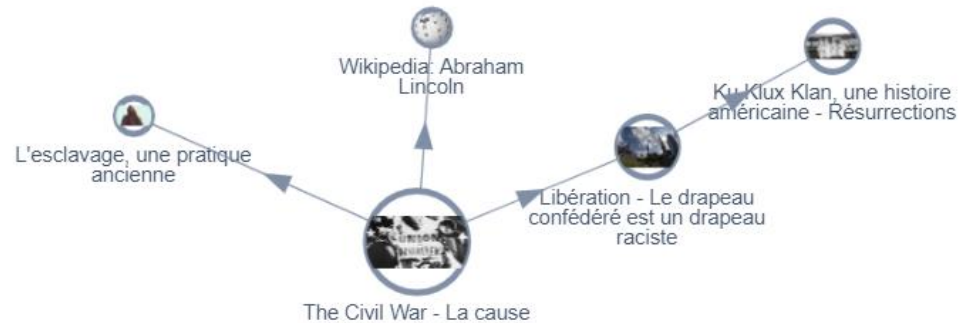 Wikipedia: Abraham
Lincoln
Ku Klux Klan, une histoire
américaine - Résurrections
L'esclavage, une pratique
ancienne
Libération - Le drapeau
confédéré est un drapeau
raciste
The Civil War - La cause